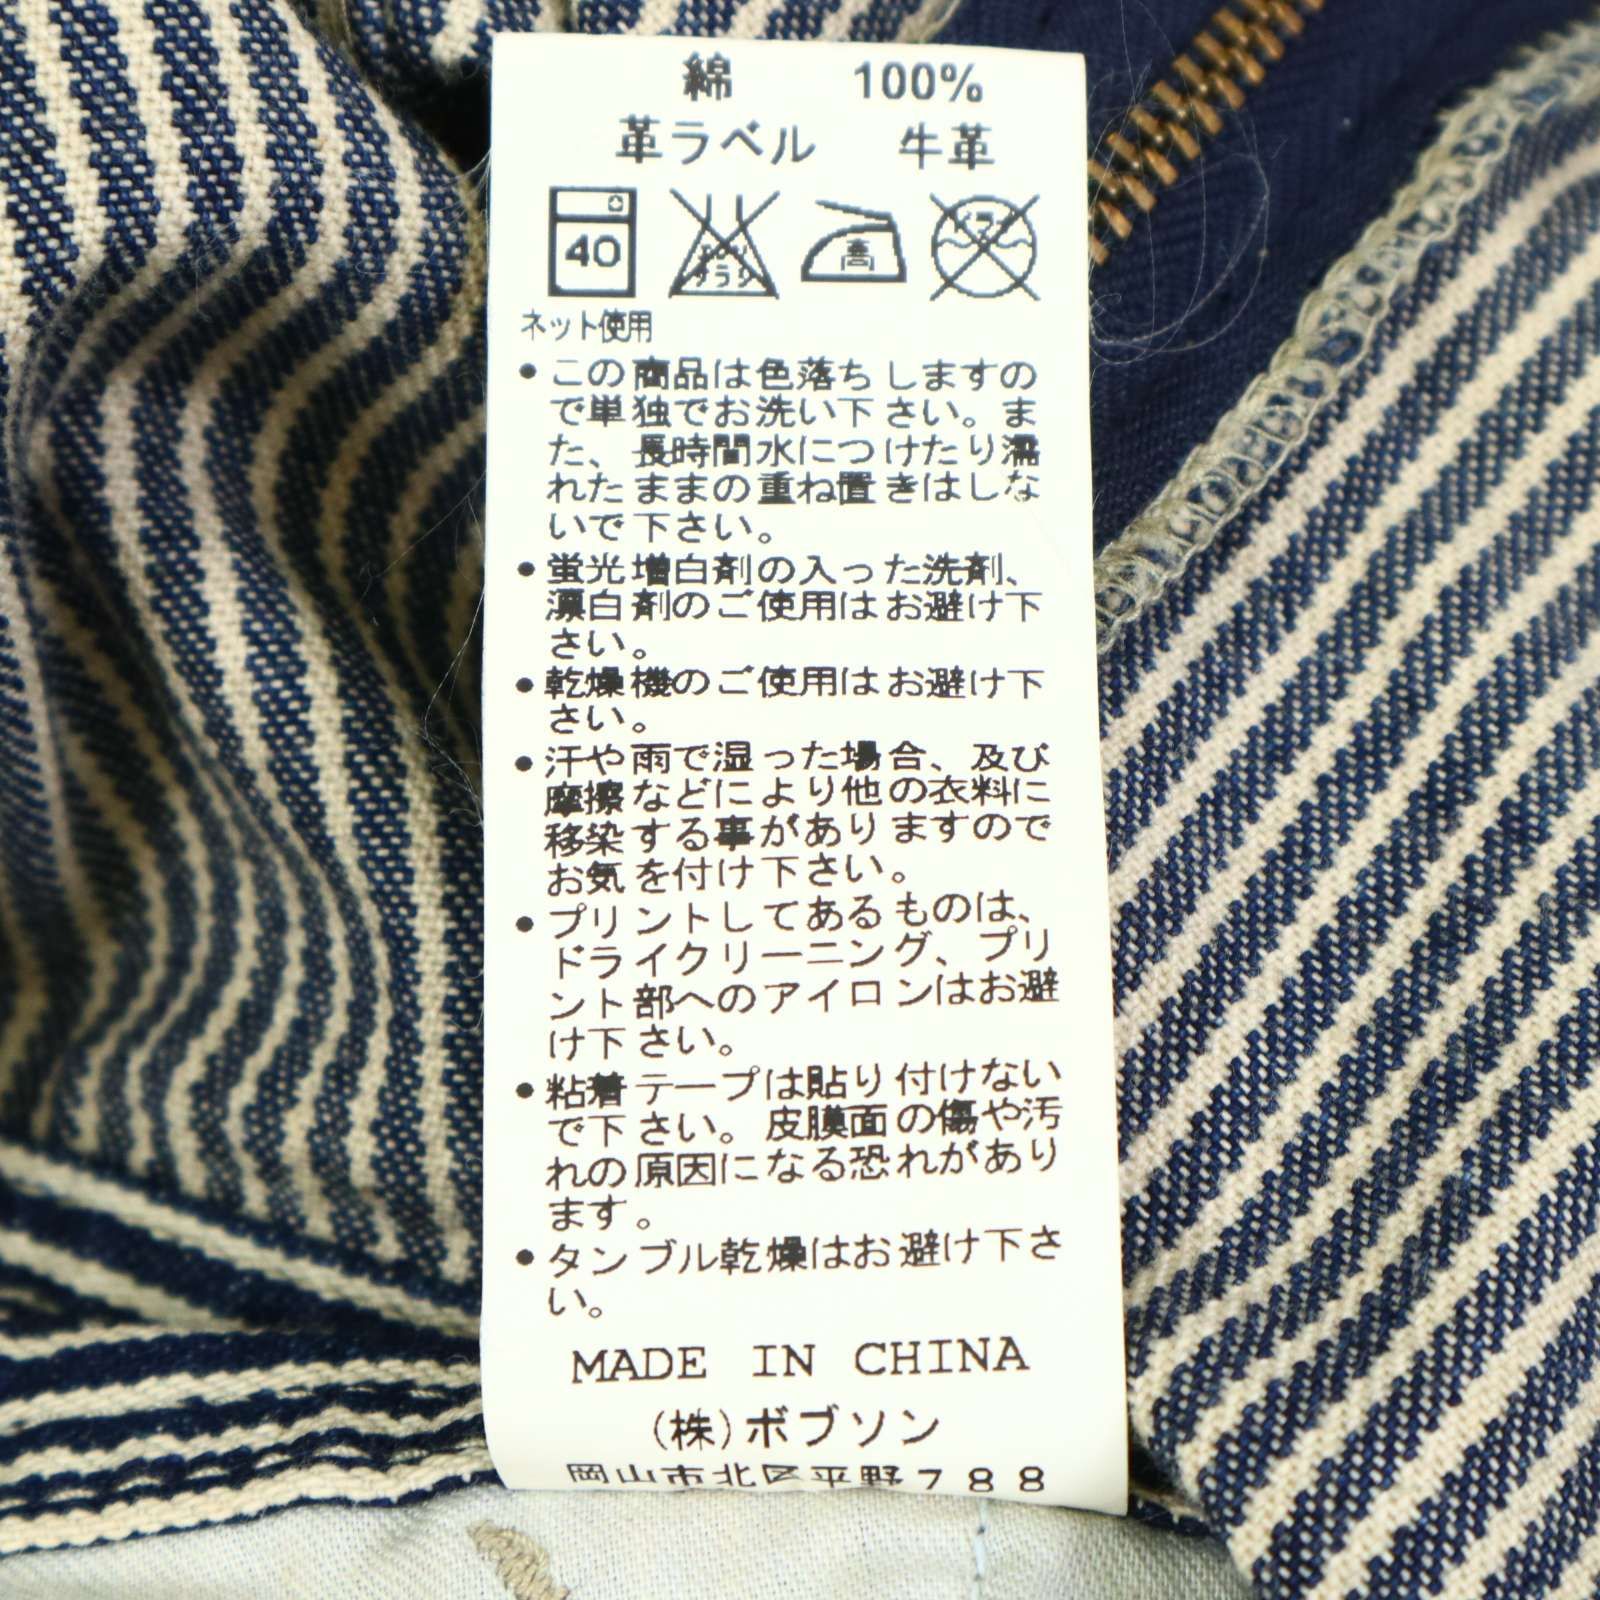 綿 100%
革ラベル 牛革
40 エンソ サラシ 高 ドライ
ネット使用
•この商品は色落ちしますの
で単独でお洗い下さい。ま
た、長時間水につけたり濡
れたままの重ね置きはしな
いで下さい。
•蛍光増白剤の入った洗剤、
漂白剤のご使用はお避け下
さい。
•乾燥機のご使用はお避け下
さい。
•汗や雨で湿った場合、及び
摩擦などにより他の衣料に
移染する事がありますので
お気を付け下さい。
•プリントしてあるものは、
ドライクリーニング、プリ
ント部へのアイロンはお避
け下さい。
•粘着テープは貼り付けない
で下さい。皮膜面の傷や汚
れの原因になる恐れがあり
ます。
•タンブル乾燥はお避け下さ
い。
MADE IN CHINA
(株)ボブソン
岡山市北区平野788